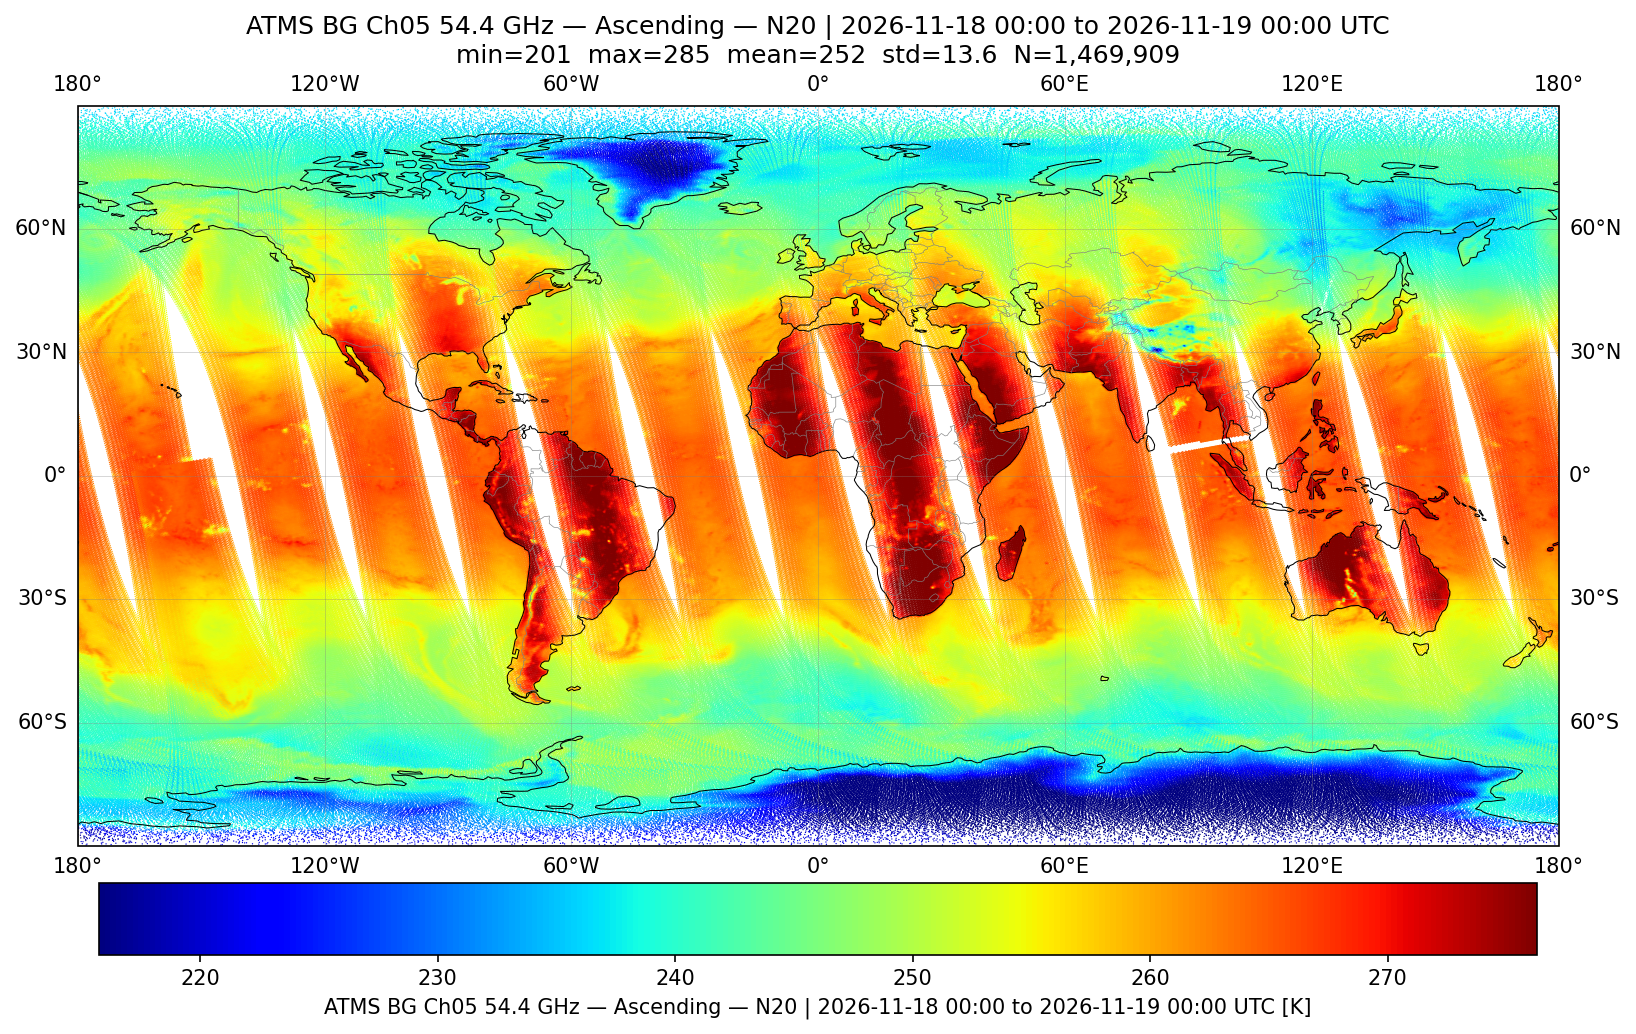 ATMS BG Ch05 54.4 GHz — Ascending — N20 | 2026-11-18 00:00 to 2026-11-19 00:00 UTC
min=201  max=285  mean=252  std=13.6  N=1,469,909
180° 120°W 60°W 0° 60°E 120°E 180°
60°N 60°N
30°N 30°N
0° 0°
30°S 30°S
60°S 60°S
180° 120°W 60°W 0° 60°E 120°E 180°
220 230 240 250 260 270
ATMS BG Ch05 54.4 GHz — Ascending — N20 | 2026-11-18 00:00 to 2026-11-19 00:00 UTC [K]